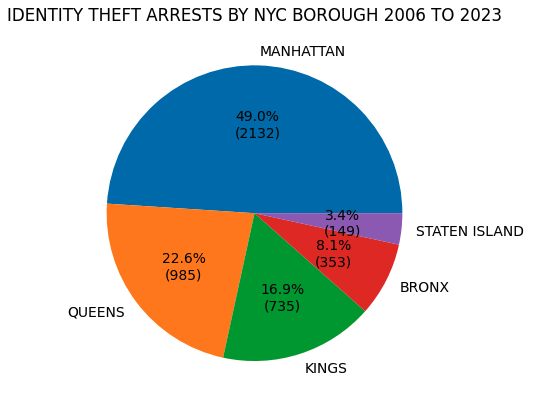 IDENTITY THEFT ARRESTS BY NYC BOROUGH 2006 TO 2023
MANHATTAN
49.0%
(2132)
QUEENS
22.6%
(985)
KINGS
16.9%
(735)
BRONX
8.1%
(353)
STATEN ISLAND
3.4%
(149)